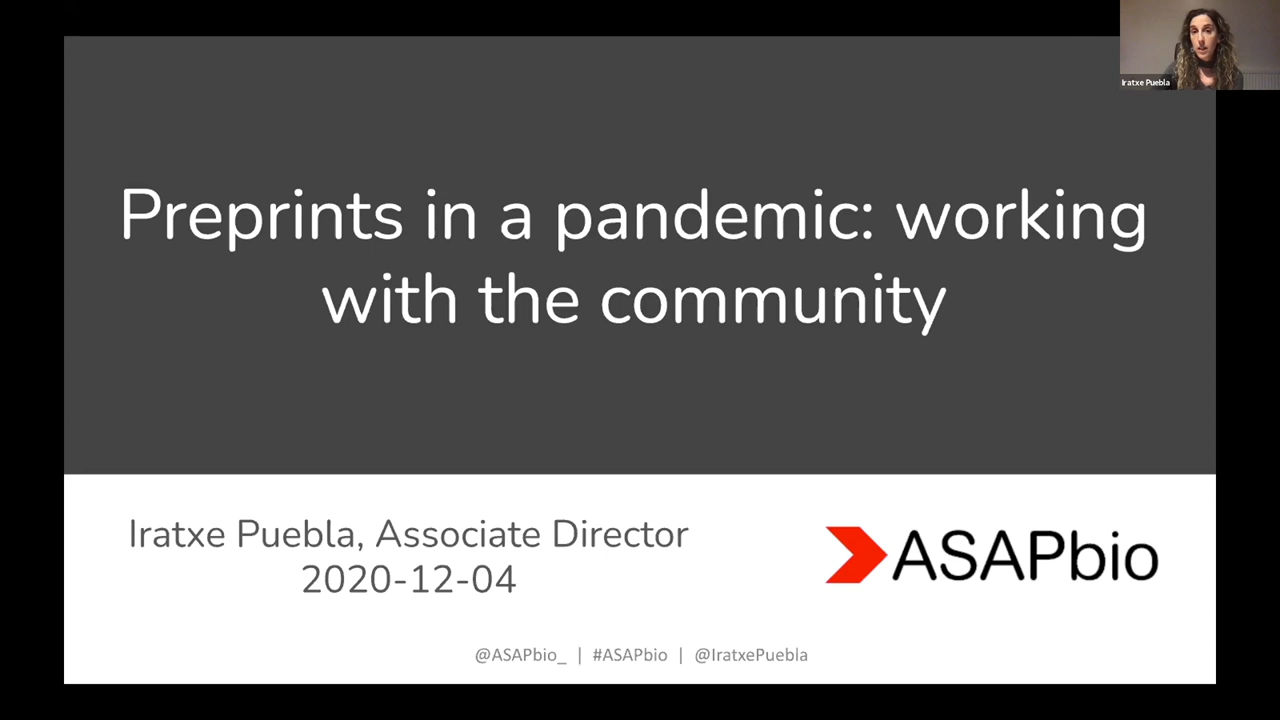 Iratxe Puebla
Preprints in a pandemic: working
with the community
Iratxe Puebla, Associate Director
2020-12-04
ASAPbio
@ASAPbio_ | #ASAPbio | @IratxePuebla